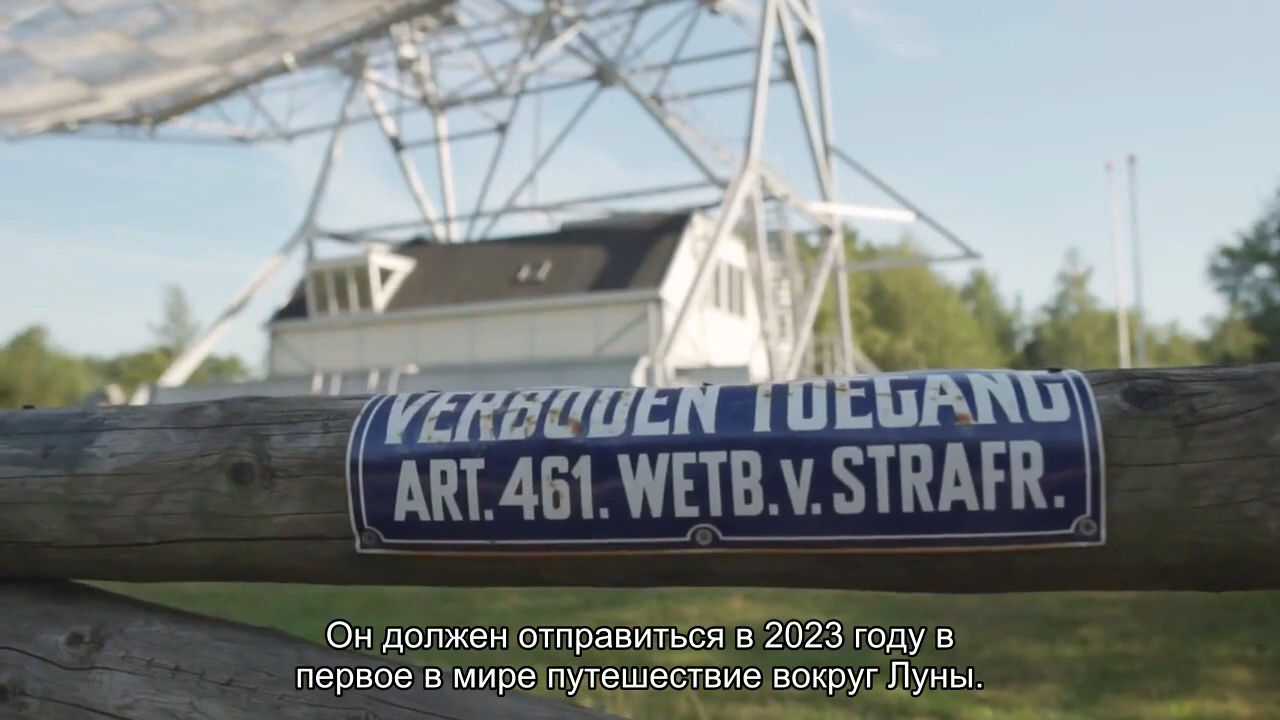 VERBODEN TOEGANG
ART. 461. WETB. v. STRAFR.
Он должен отправиться в 2023 году в
первое в мире путешествие вокруг Луны.